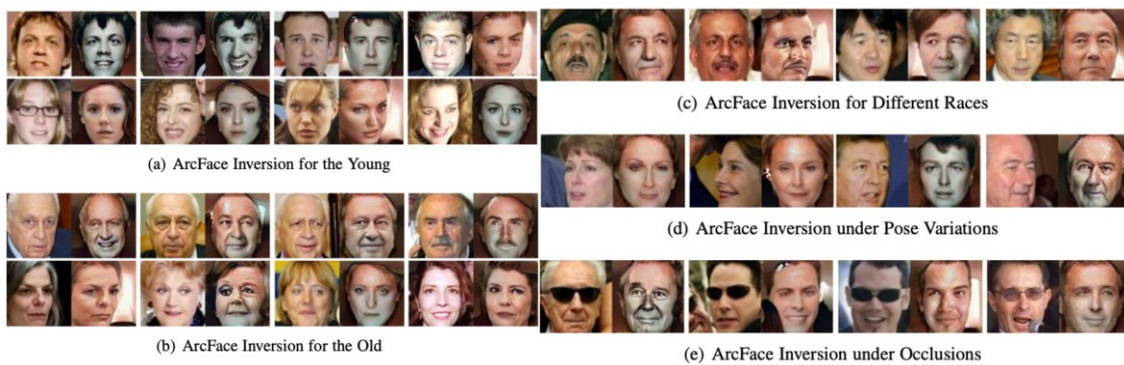 (a) ArcFace Inversion for the Young
(b) ArcFace Inversion for the Old
(c) ArcFace Inversion for Different Races
(d) ArcFace Inversion under Pose Variations
(e) ArcFace Inversion under Occlusions